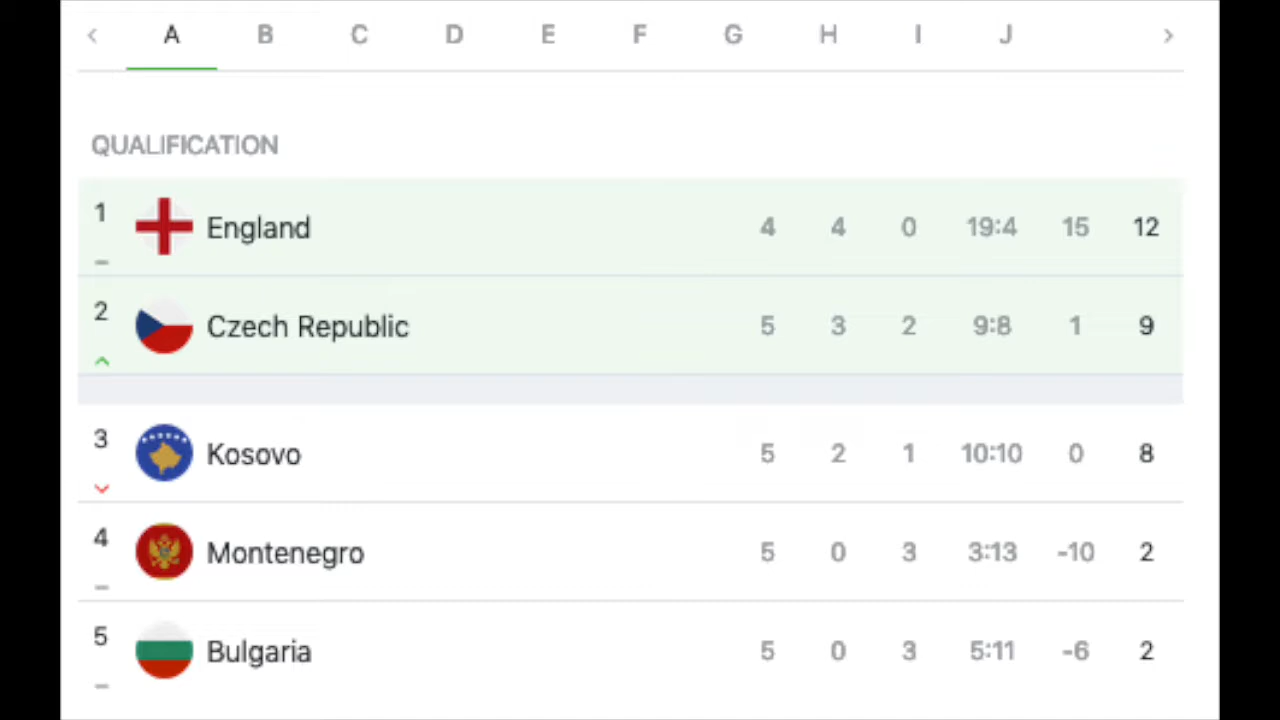 A B C D E F G H I J
QUALIFICATION
1 England 4 4 0 19:4 15 12
2 Czech Republic 5 3 2 9:8 1 9
3 Kosovo 5 2 1 10:10 0 8
4 Montenegro 5 0 3 3:13 -10 2
5 Bulgaria 5 0 3 5:11 -6 2